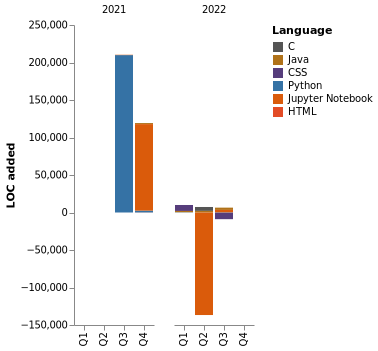 2021 2022
Language
C
Java
CSS
Python
Jupyter Notebook
HTML
LOC added
250,000
200,000
150,000
100,000
50,000
0
−50,000
−100,000
−150,000
Q1 Q2 Q3 Q4 Q1 Q2 Q3 Q4